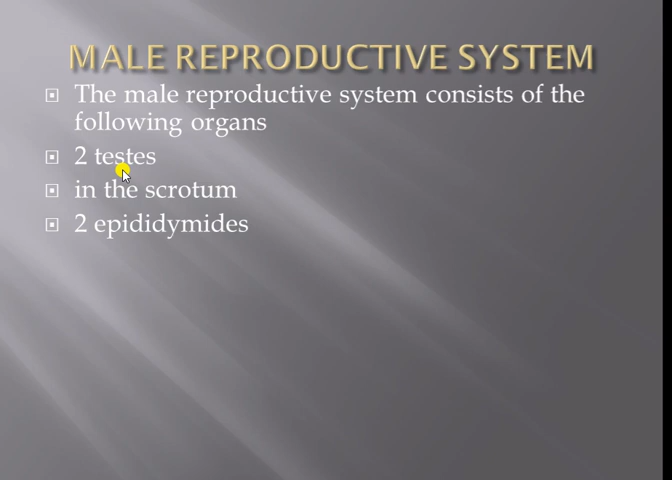 MALE REPRODUCTIVE SYSTEM
The male reproductive system consists of the
following organs
2 testes
in the scrotum
2 epididymides